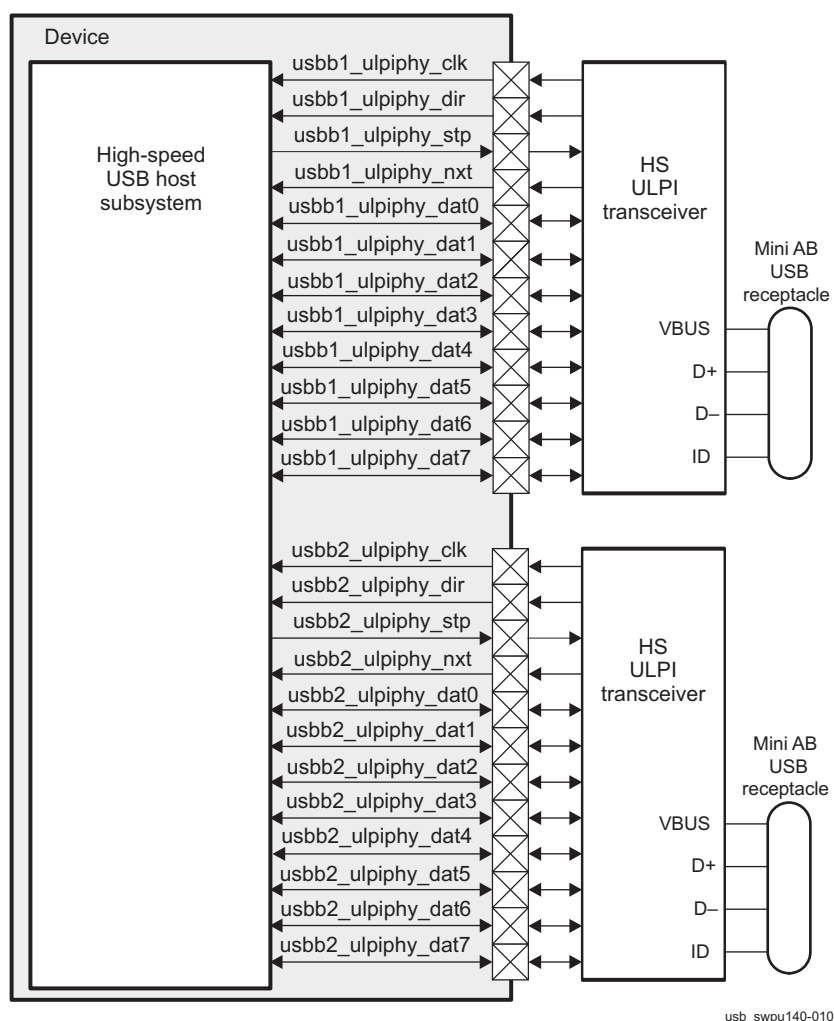 Device
usbb1_ulpiphy_clk
usbb1_ulpiphy_dir
usbb1_ulpiphy_stp
usbb1_ulpiphy_nxt
usbb1_ulpiphy_dat0
usbb1_ulpiphy_dat1
usbb1_ulpiphy_dat2
usbb1_ulpiphy_dat3
usbb1_ulpiphy_dat4
usbb1_ulpiphy_dat5
usbb1_ulpiphy_dat6
usbb1_ulpiphy_dat7
High-speed
USB host
subsystem
HS
ULPI
transceiver
VBUS
D+
D–
ID
Mini AB
USB
receptacle
usbb2_ulpiphy_clk
usbb2_ulpiphy_dir
usbb2_ulpiphy_stp
usbb2_ulpiphy_nxt
usbb2_ulpiphy_dat0
usbb2_ulpiphy_dat1
usbb2_ulpiphy_dat2
usbb2_ulpiphy_dat3
usbb2_ulpiphy_dat4
usbb2_ulpiphy_dat5
usbb2_ulpiphy_dat6
usbb2_ulpiphy_dat7
HS
ULPI
transceiver
VBUS
D+
D–
ID
Mini AB
USB
receptacle
usb_swpu140-010